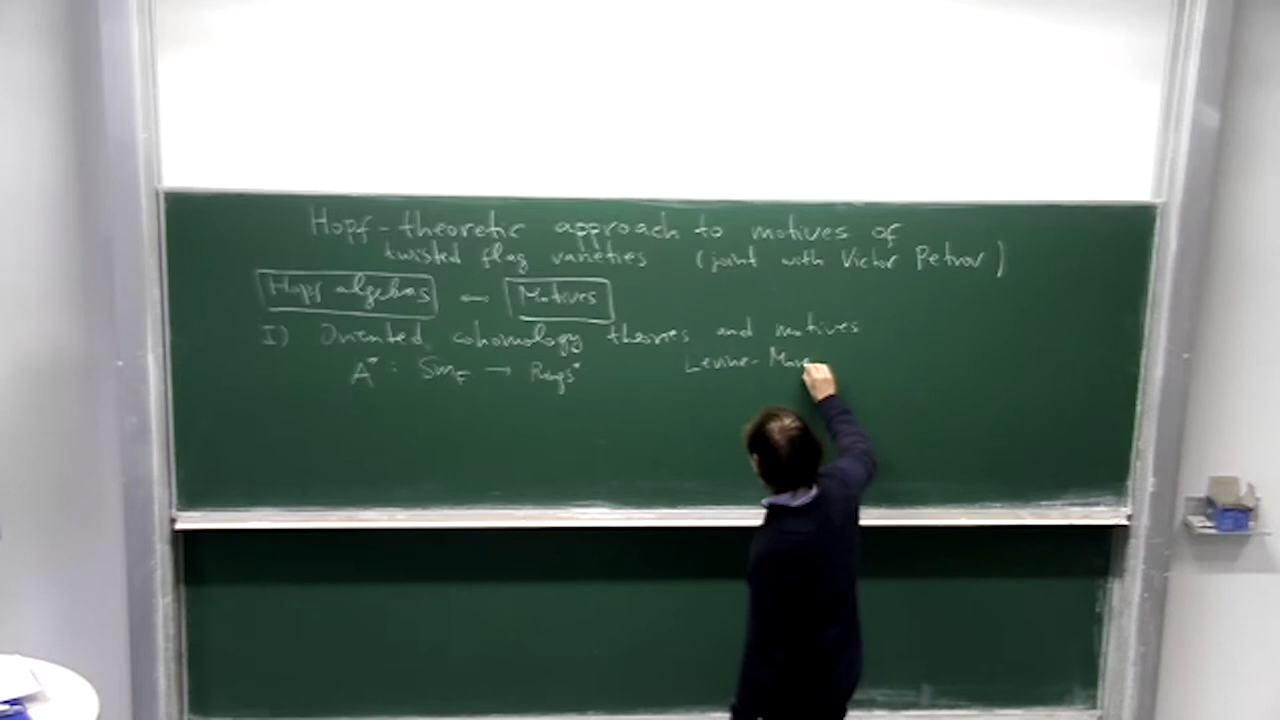 Hopf-theoretic approach to motives of
twisted flag varieties (joint with Victor Petrov)
Hopf algebras ← Motives
I) Oriented cohomology theories and motives
A* : Sm_F → Rings* Levine-